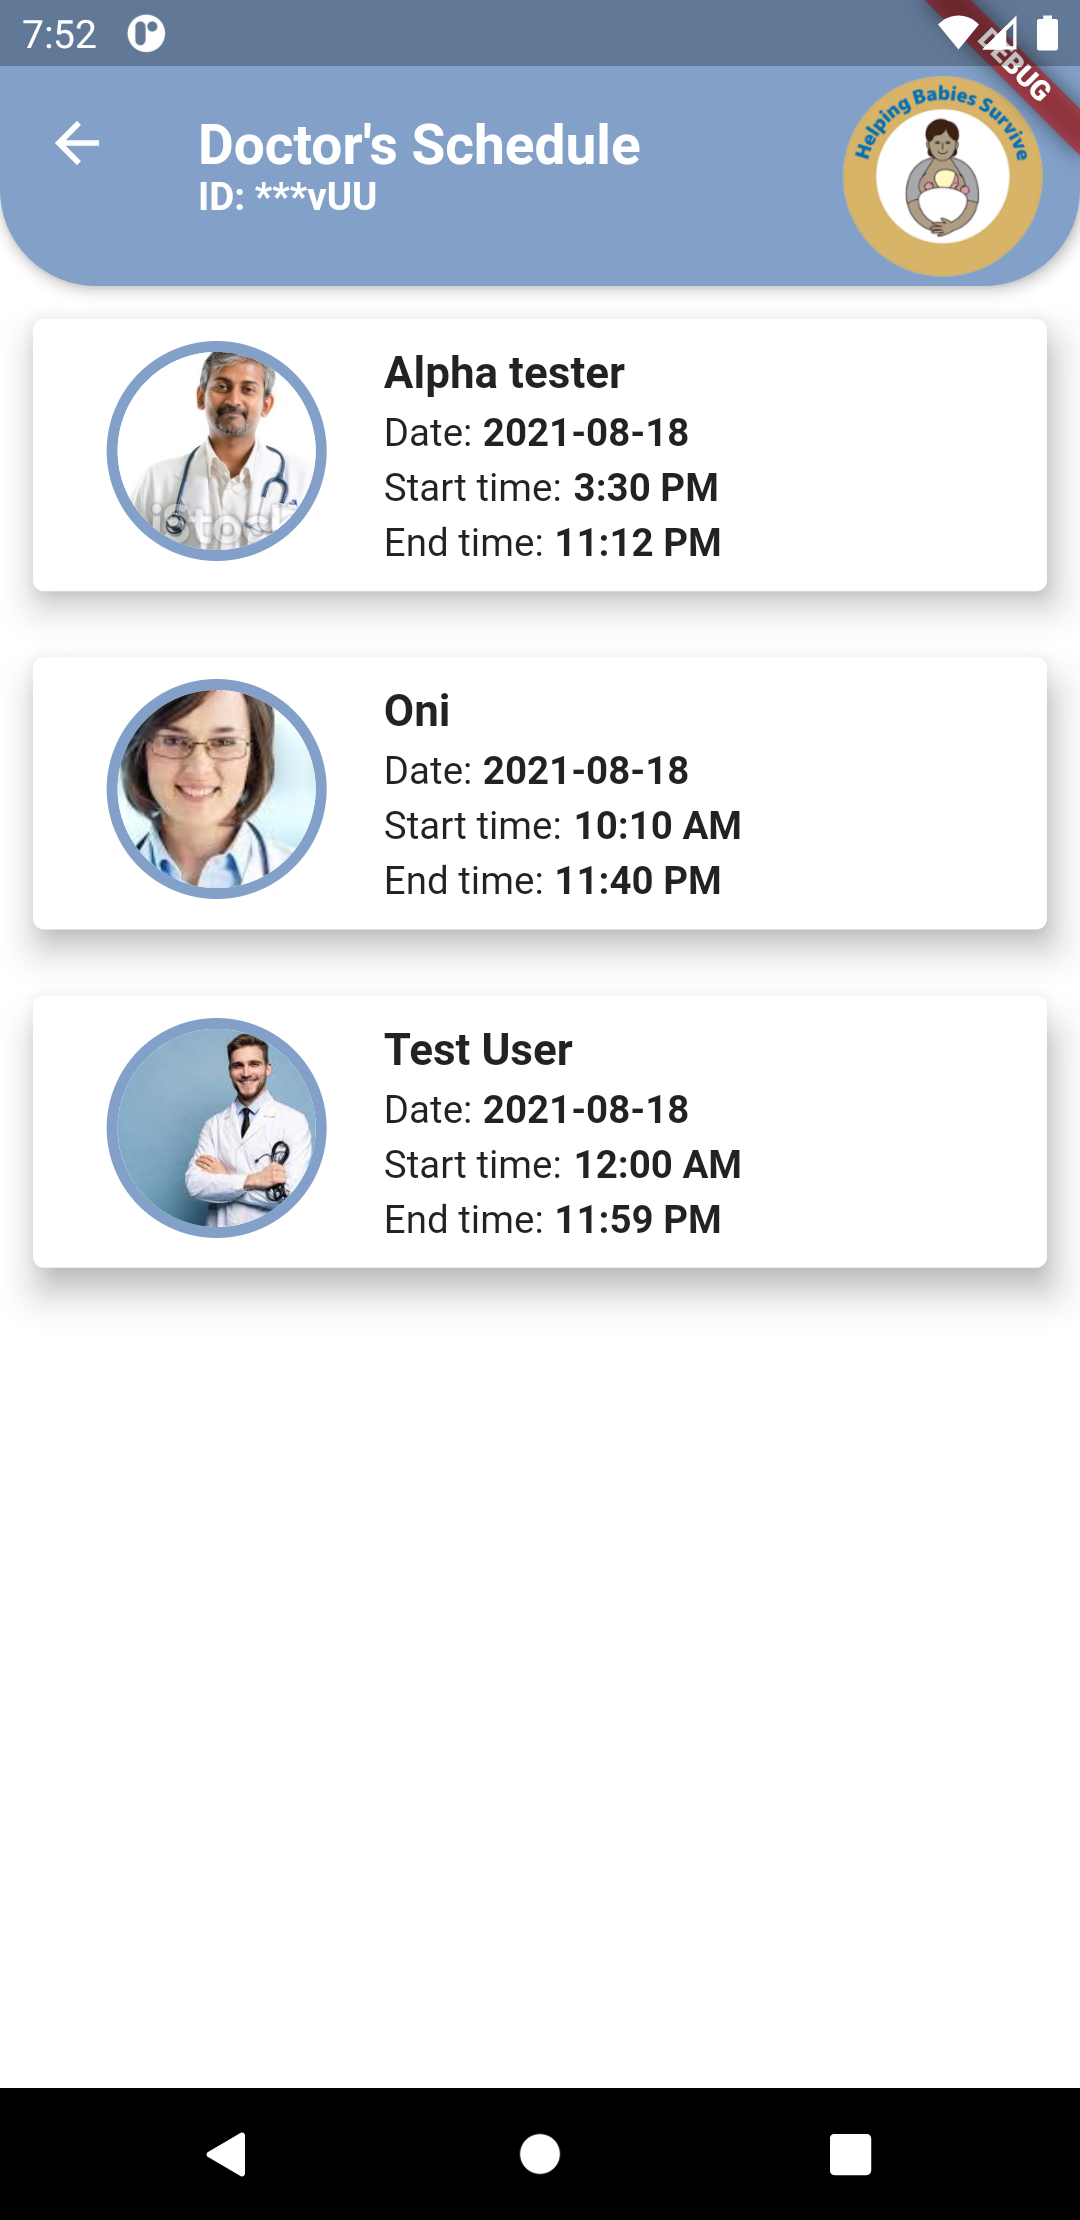 7:52
DEBUG
Helping Babies Survive
Doctor's Schedule
ID: ***vUU
Alpha tester
Date: 2021-08-18
Start time: 3:30 PM
End time: 11:12 PM
iStock
Oni
Date: 2021-08-18
Start time: 10:10 AM
End time: 11:40 PM
Test User
Date: 2021-08-18
Start time: 12:00 AM
End time: 11:59 PM